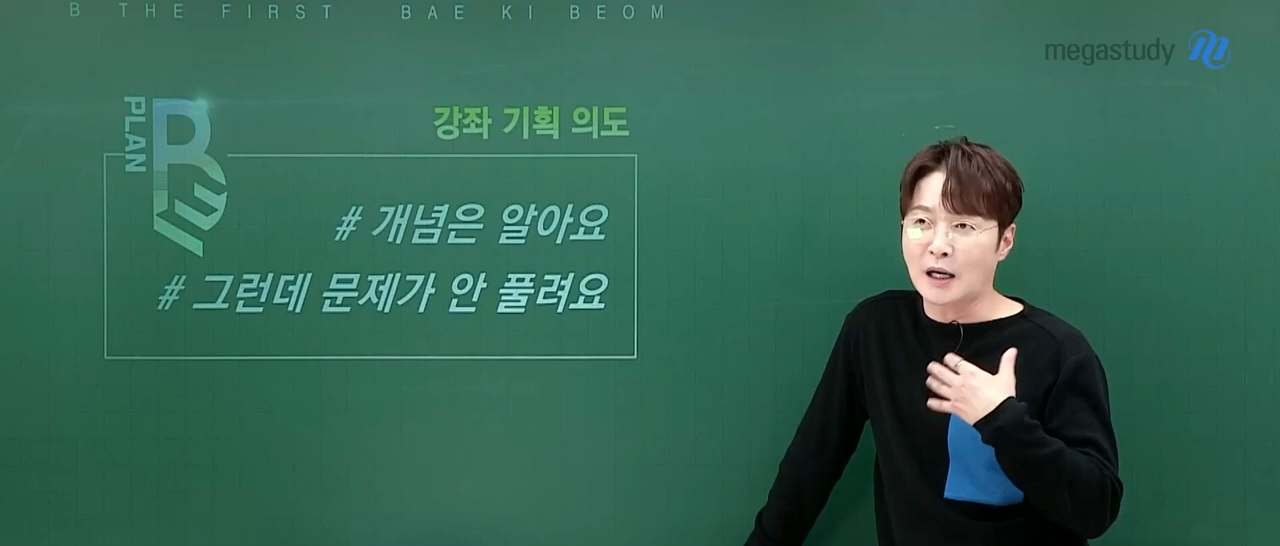 B THE FIRST BAE KI BEOM
megastudy
PLAN
강좌 기획 의도
# 개념은 알아요
# 그런데 문제가 안 풀려요